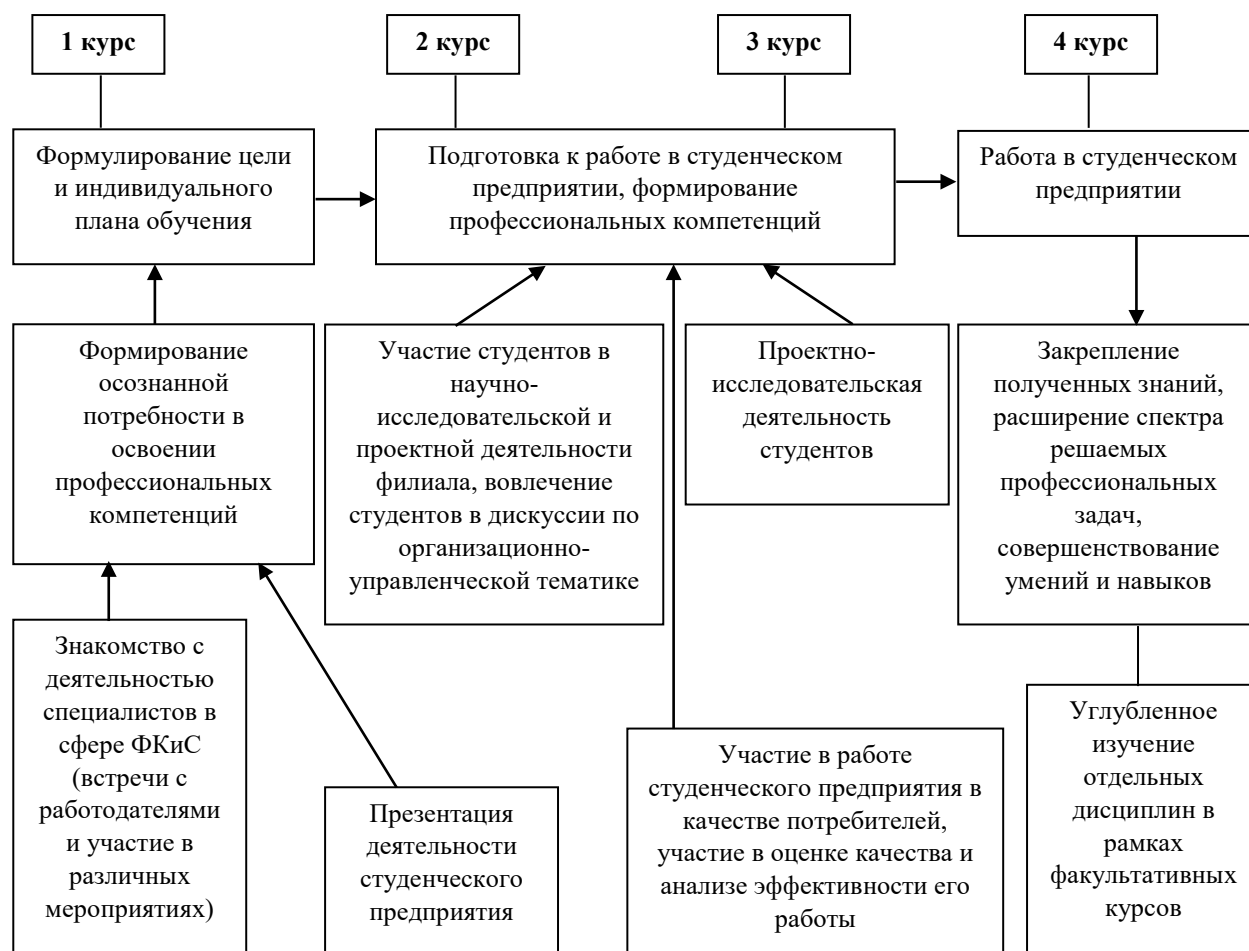 1 курс
2 курс
3 курс
4 курс
Формулирование цели
и индивидуального
плана обучения
Подготовка к работе в студенческом
предприятии, формирование
профессиональных компетенций
Работа в студенческом
предприятии
Формирование
осознанной
потребности в
освоении
профессиональных
компетенций
Участие студентов в
научно-
исследовательской и
проектной деятельности
филиала, вовлечение
студентов в дискуссии по
организационно-
управленческой тематике
Проектно-
исследовательская
деятельность
студентов
Закрепление
полученных знаний,
расширение спектра
решаемых
профессиональных
задач,
совершенствование
умений и навыков
Знакомство с
деятельностью
специалистов в
сфере ФКиС
(встречи с
работодателями
и участие в
различных
мероприятиях)
Презентация
деятельности
студенческого
предприятия
Участие в работе
студенческого предприятия в
качестве потребителей,
участие в оценке качества и
анализе эффективности его
работы
Углубленное
изучение
отдельных
дисциплин в
рамках
факультативных
курсов